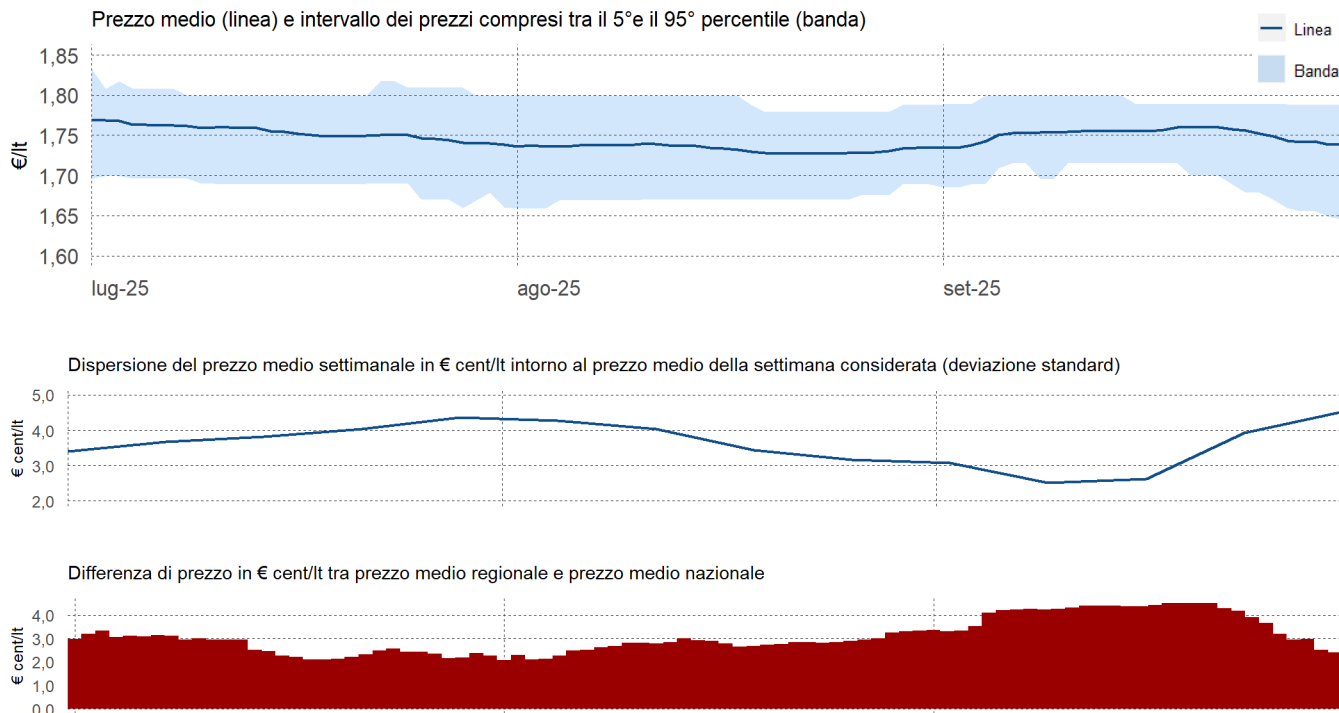 Prezzo medio (linea) e intervallo dei prezzi compresi tra il 5°e il 95° percentile (banda)
Linea
Banda
€/lt
1,85
1,80
1,75
1,70
1,65
1,60
lug-25 ago-25 set-25
Dispersione del prezzo medio settimanale in € cent/lt intorno al prezzo medio della settimana considerata (deviazione standard)
€ cent/lt
5,0
4,0
3,0
2,0
Differenza di prezzo in € cent/lt tra prezzo medio regionale e prezzo medio nazionale
€ cent/lt
4,0
3,0
2,0
1,0
0,0